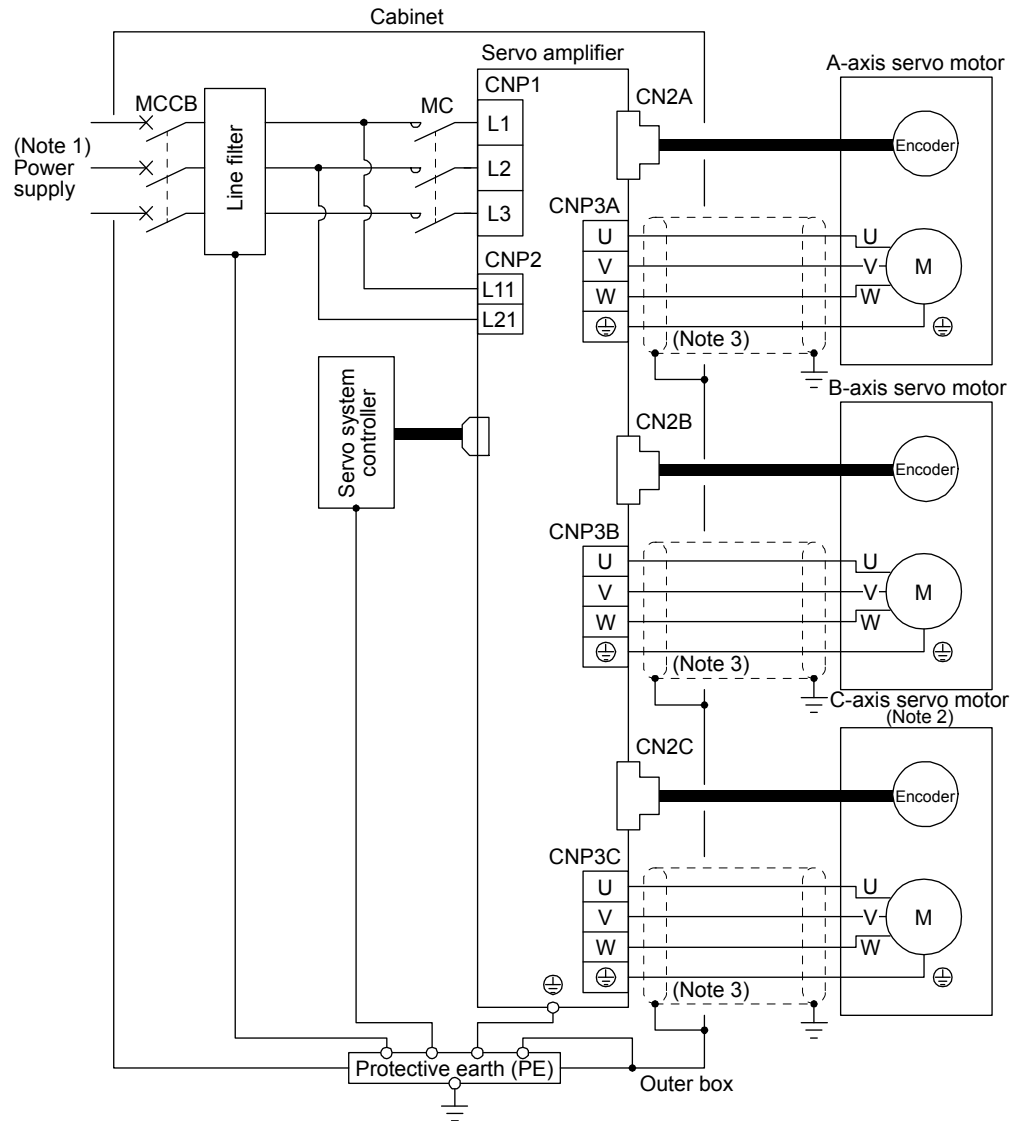 Cabinet
Servo amplifier
A-axis servo motor
CNP1
CN2A
MCCB
MC
L1
(Note 1)
Power
supply
Line filter
L2
L3
Encoder
CNP3A
U
V
W
U
V
W
M
(Note 3)
CNP2
L11
L21
B-axis servo motor
Servo system
controller
CN2B
Encoder
CNP3B
U
V
W
U
V
W
M
(Note 3)
C-axis servo motor
(Note 2)
CN2C
Encoder
CNP3C
U
V
W
U
V
W
M
(Note 3)
Protective earth (PE)
Outer box